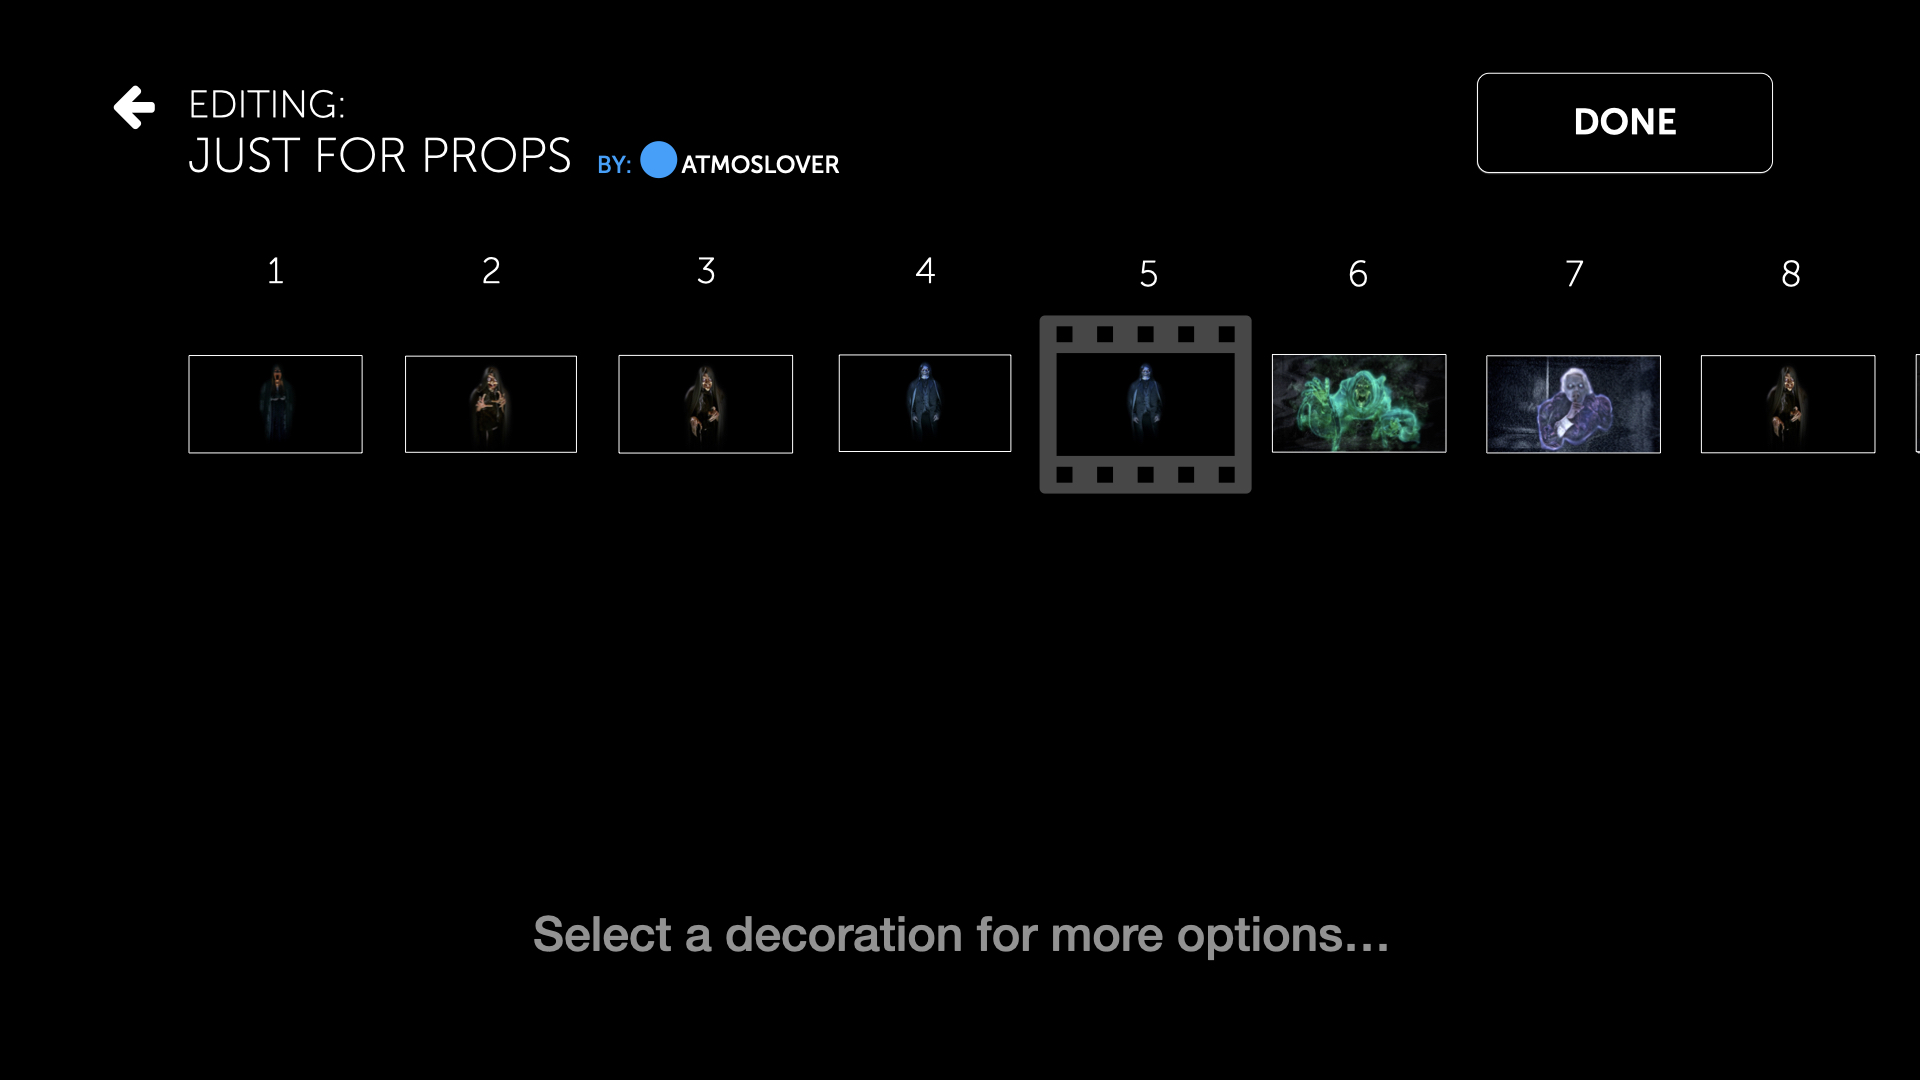 EDITING:
JUST FOR PROPS BY: ATMOSLOVER
DONE
1 2 3 4 5 6 7 8
Select a decoration for more options...